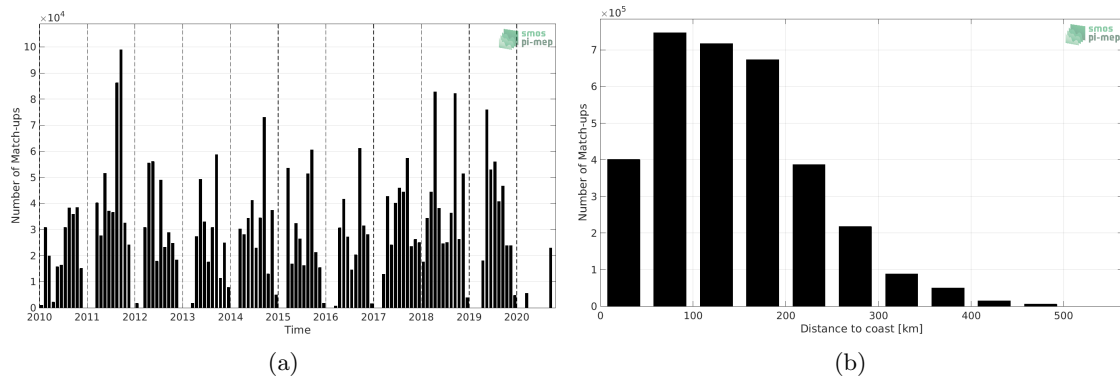 ×10⁴
smos
pi-mep
Number of Match-ups
10
9
8
7
6
5
4
3
2
1
0
2010 2011 2012 2013 2014 2015 2016 2017 2018 2019 2020
Time
(a)
×10⁵
smos
pi-mep
Number of Match-ups
7
6
5
4
3
2
1
0
0 100 200 300 400 500
Distance to coast [km]
(b)